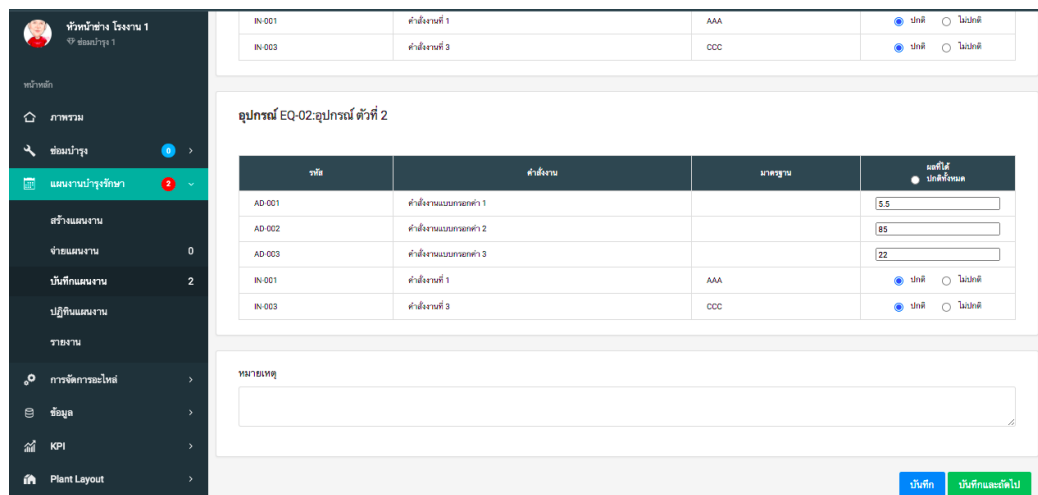 หัวหน้าช่าง โรงงาน 1
ซ่อมบำรุง 1
หน้าหลัก
ภาพรวม
ซ่อมบำรุง 0
แผนงานบำรุงรักษา 2
สร้างแผนงาน
จ่ายแผนงาน 0
บันทึกแผนงาน 2
ปฏิทินแผนงาน
รายงาน
การจัดการอะไหล่
ข้อมูล
KPI
Plant Layout
IN-001 คำสั่งงานที่ 1 AAA ปกติ ไม่ปกติ
IN-003 คำสั่งงานที่ 3 CCC ปกติ ไม่ปกติ
อุปกรณ์ EQ-02:อุปกรณ์ ตัวที่ 2
รหัส คำสั่งงาน มาตรฐาน ผลที่ได้
ปกติทั้งหมด
AD-001 คำสั่งงานแบบกรอกค่า 1 5.5
AD-002 คำสั่งงานแบบกรอกค่า 2 85
AD-003 คำสั่งงานแบบกรอกค่า 3 22
IN-001 คำสั่งงานที่ 1 AAA ปกติ ไม่ปกติ
IN-003 คำสั่งงานที่ 3 CCC ปกติ ไม่ปกติ
หมายเหตุ
บันทึก บันทึกและถัดไป